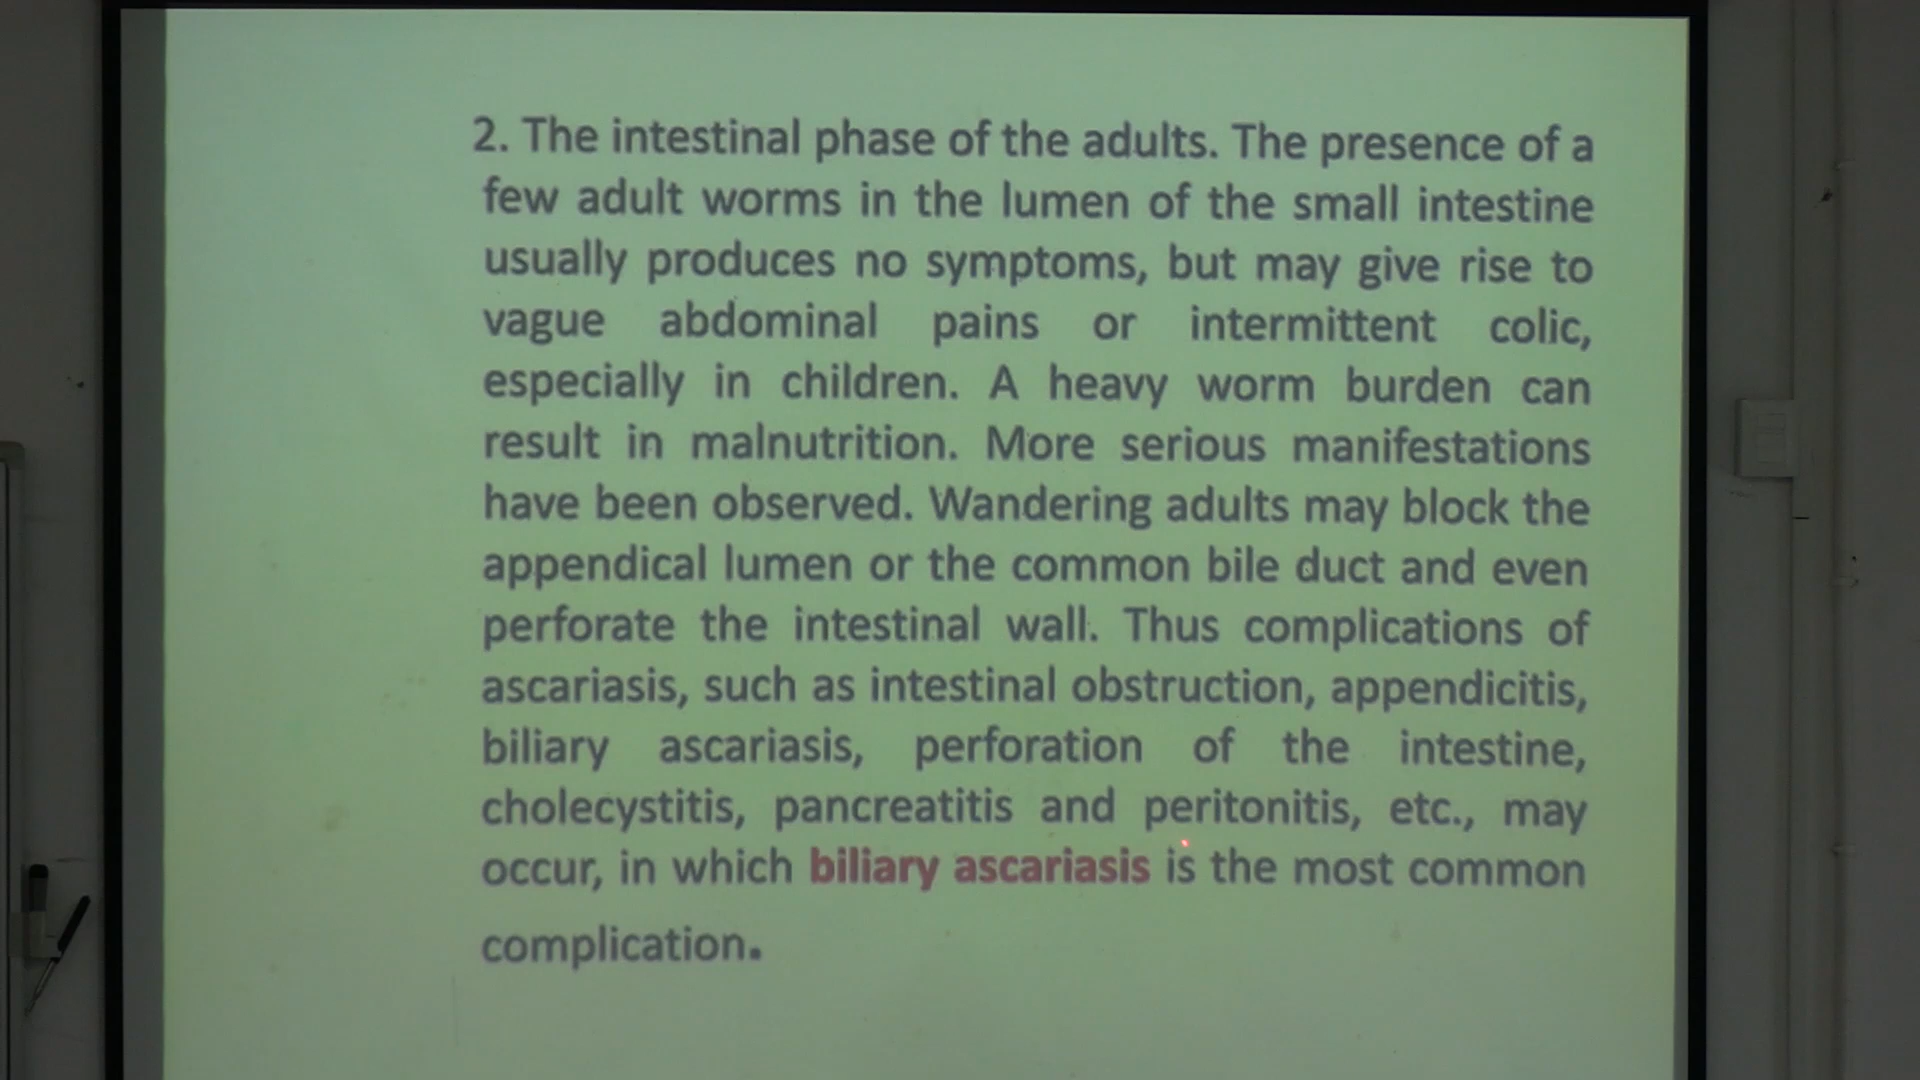 2. The intestinal phase of the adults. The presence of a
few adult worms in the lumen of the small intestine
usually produces no symptoms, but may give rise to
vague abdominal pains or intermittent colic,
especially in children. A heavy worm burden can
result in malnutrition. More serious manifestations
have been observed. Wandering adults may block the
appendical lumen or the common bile duct and even
perforate the intestinal wall. Thus complications of
ascariasis, such as intestinal obstruction, appendicitis,
biliary ascariasis, perforation of the intestine,
cholecystitis, pancreatitis and peritonitis, etc., may
occur, in which biliary ascariasis is the most common
complication.